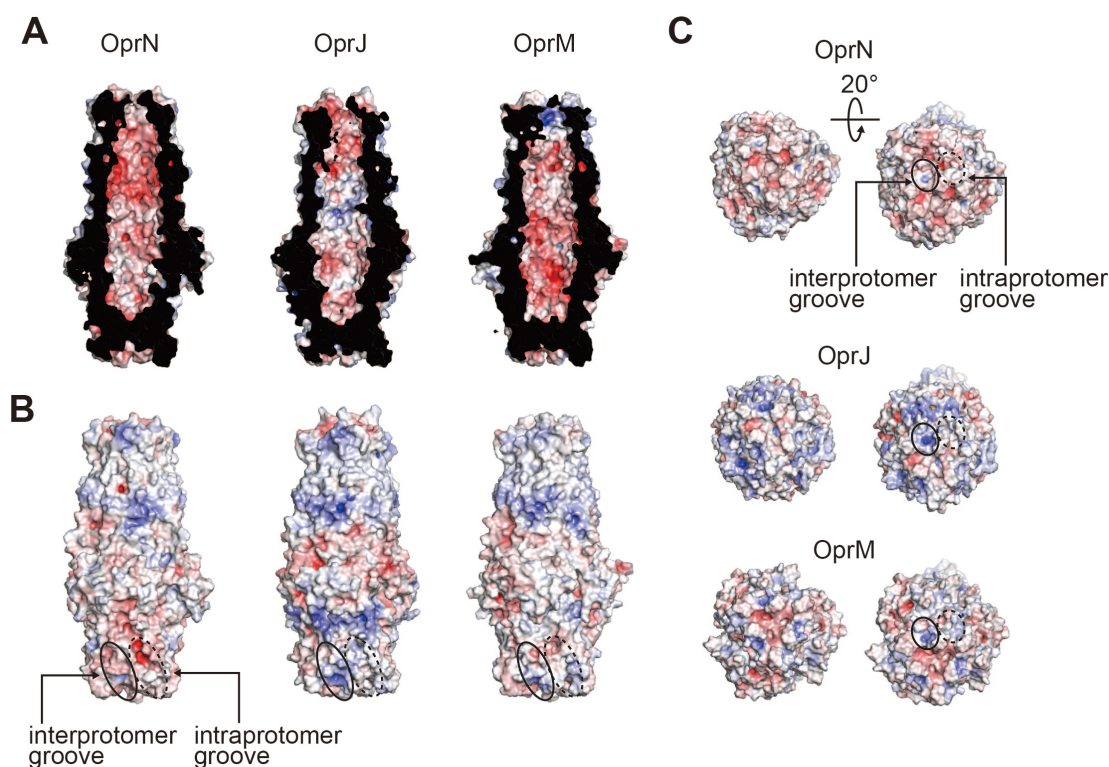 A
OprN
OprJ
OprM
B
interprotomer
groove
intraprotomer
groove
C
OprN
20°
interprotomer
groove
intraprotomer
groove
OprJ
OprM